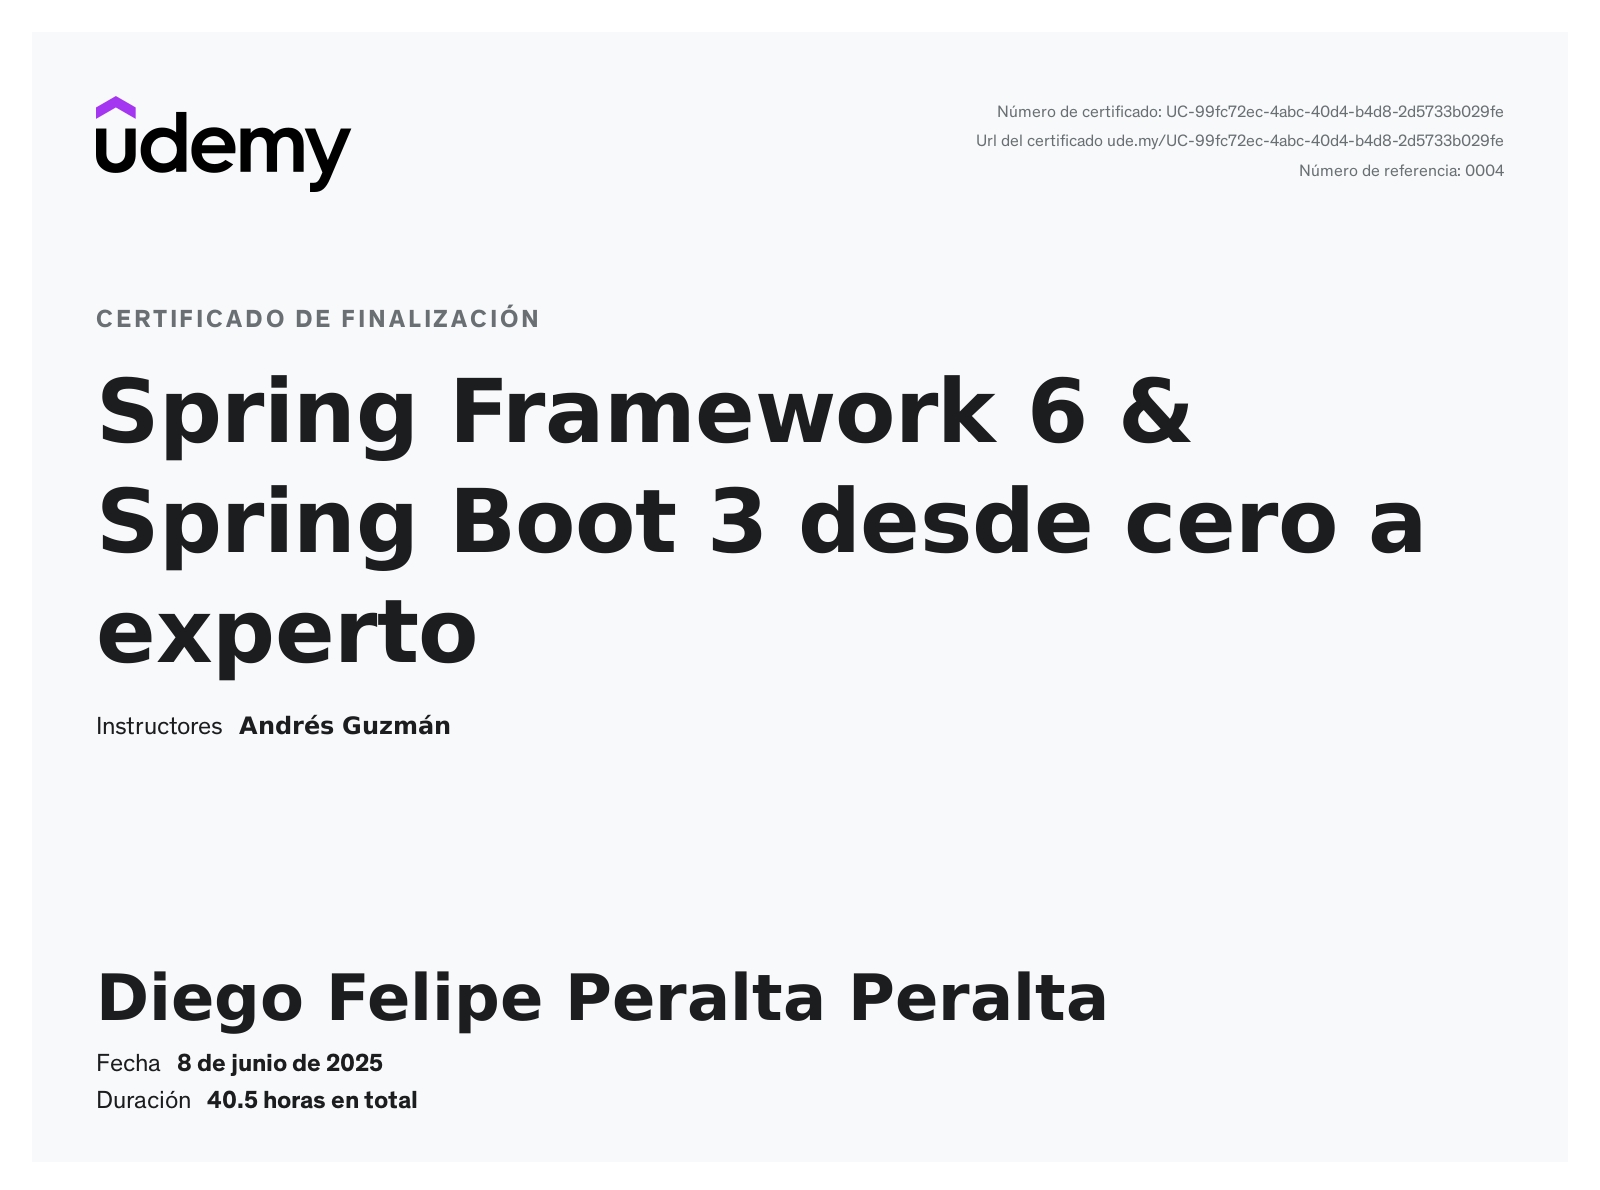 udemy
Número de certificado: UC-99fc72ec-4abc-40d4-b4d8-2d5733b029fe
Url del certificado ude.my/UC-99fc72ec-4abc-40d4-b4d8-2d5733b029fe
Número de referencia: 0004
CERTIFICADO DE FINALIZACIÓN
Spring Framework 6 &
Spring Boot 3 desde cero a
experto
Instructores Andrés Guzmán
Diego Felipe Peralta Peralta
Fecha 8 de junio de 2025
Duración 40.5 horas en total